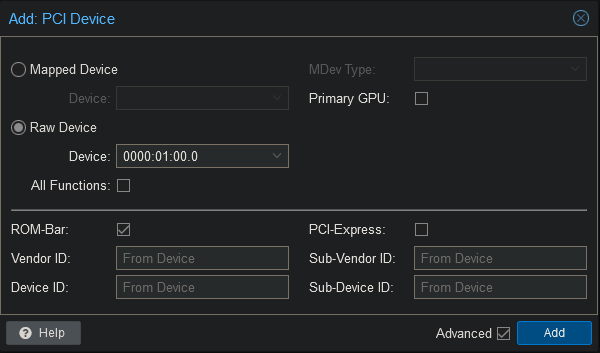 Add: PCI Device
Mapped Device
MDev Type:
Device:
Primary GPU:
Raw Device
Device: 0000:01:00.0
All Functions:
ROM-Bar:
PCI-Express:
Vendor ID: From Device
Sub-Vendor ID: From Device
Device ID: From Device
Sub-Device ID: From Device
Help
Advanced
Add